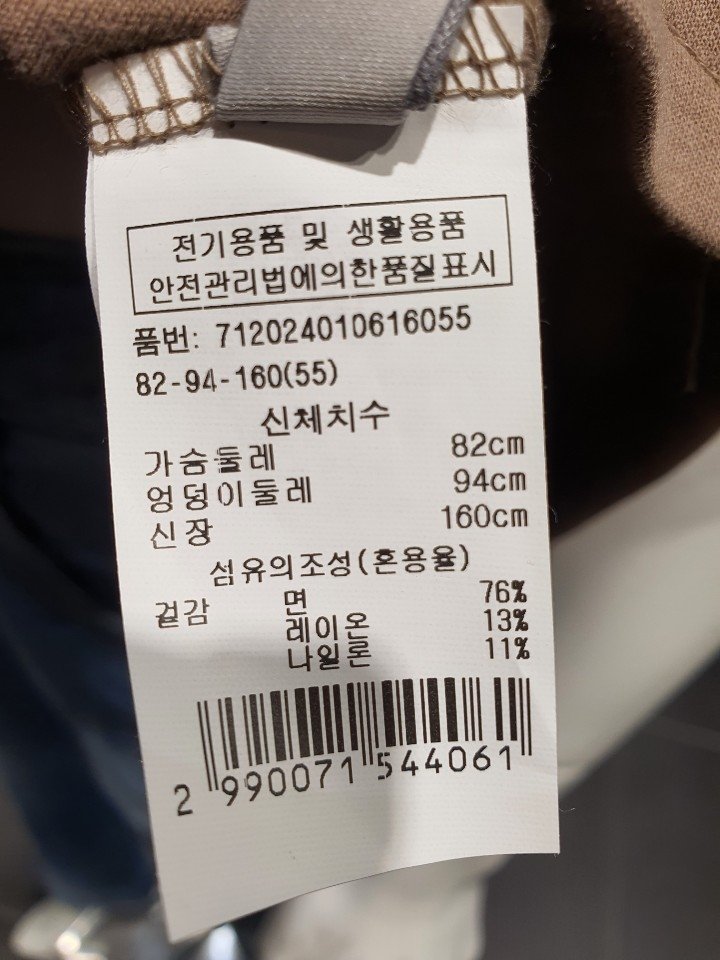 전기용품 및 생활용품
안전관리법에의한품질표시
품번: 712024010616055
82-94-160(55)
신체치수
가슴둘레 82cm
엉덩이둘레 94cm
신장 160cm
섬유의조성(혼용율)
겉감 면 76%
레이온 13%
나일론 11%
2 990071 544061